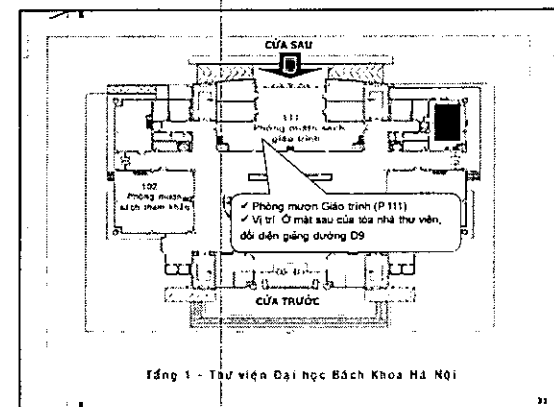 CỬA SAU
111
Phòng mượn sách
giáo trình
102
Phòng mượn
sách tham khảo
✓ Phòng mượn Giáo trình (P 111)
✓ Vị trí Ở mặt sau của tòa nhà thư viện,
đối diện giảng đường D9
CỬA TRƯỚC
Tầng 1 - Thư viện Đại học Bách Khoa Hà Nội